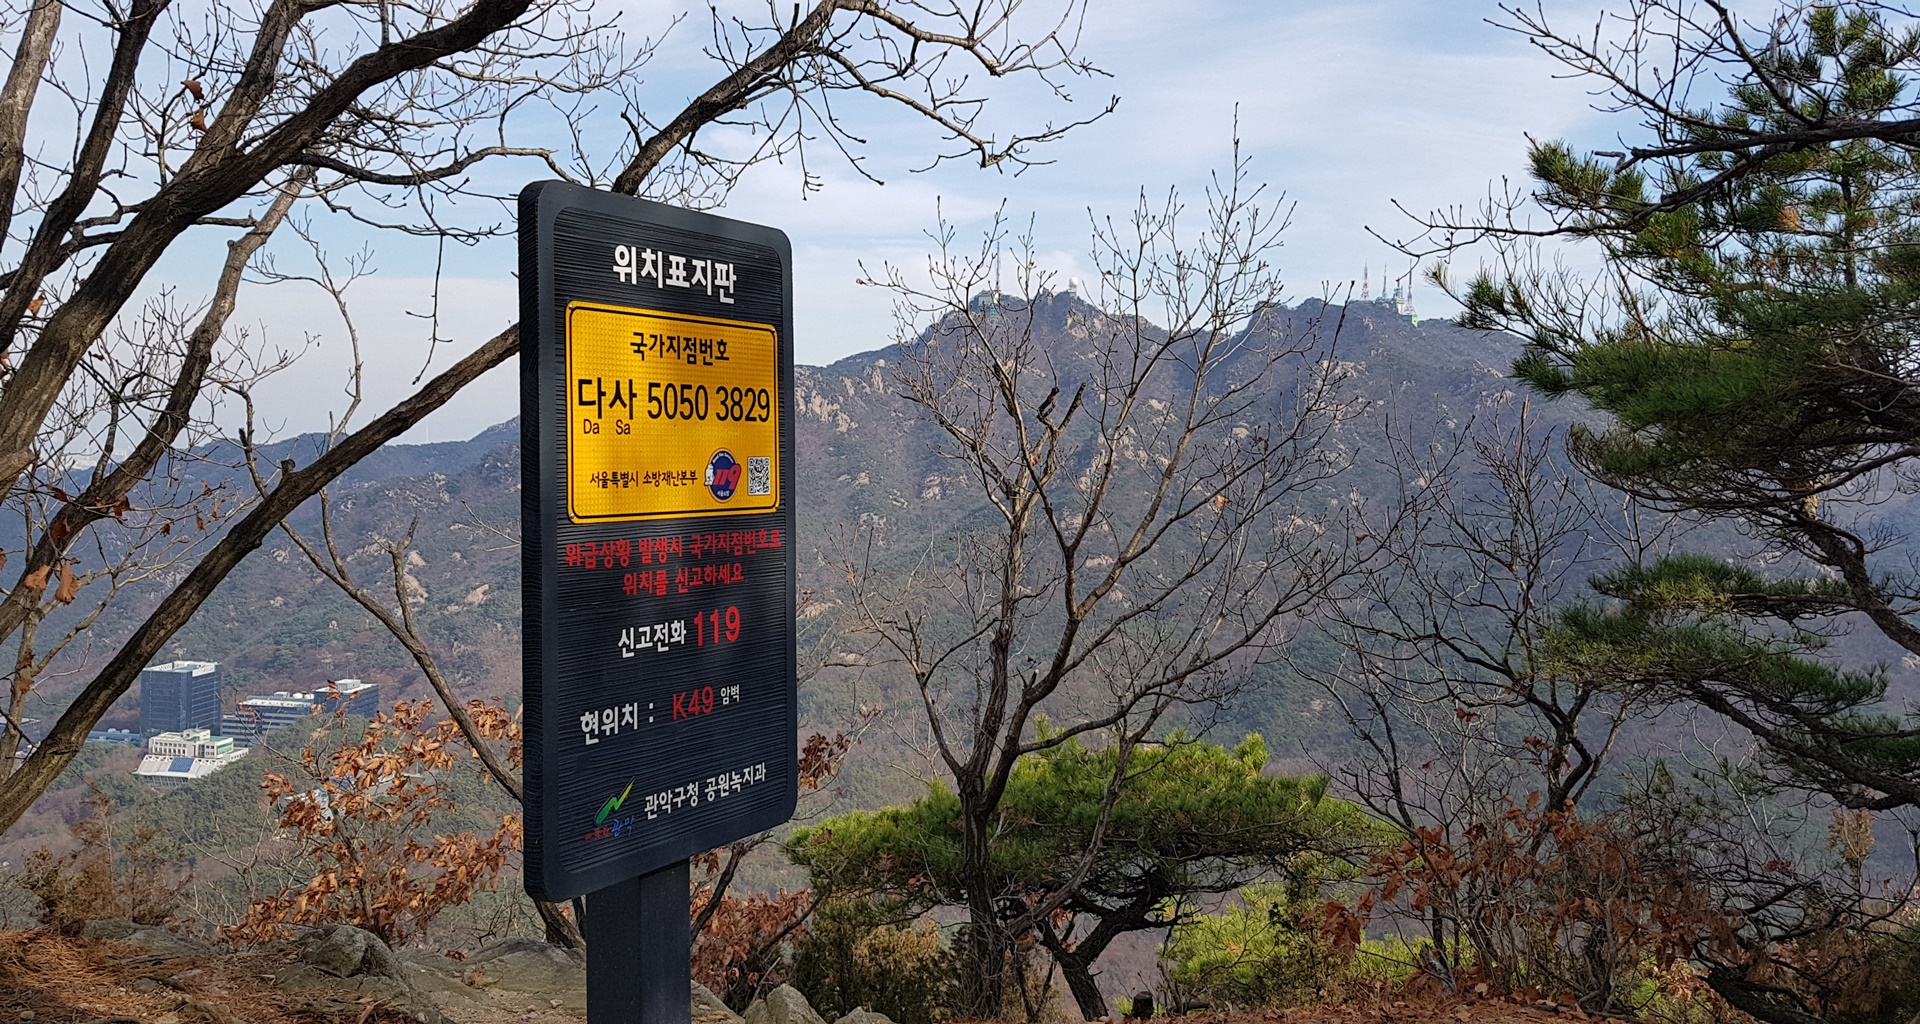 위치표지판
국가지점번호
다사 5050 3829
Da Sa
서울특별시 소방재난본부
119
위급상황 발생시 국가지점번호로
위치를 신고하세요
신고전화 119
현위치 : K49 암벽
관악구청 공원녹지과